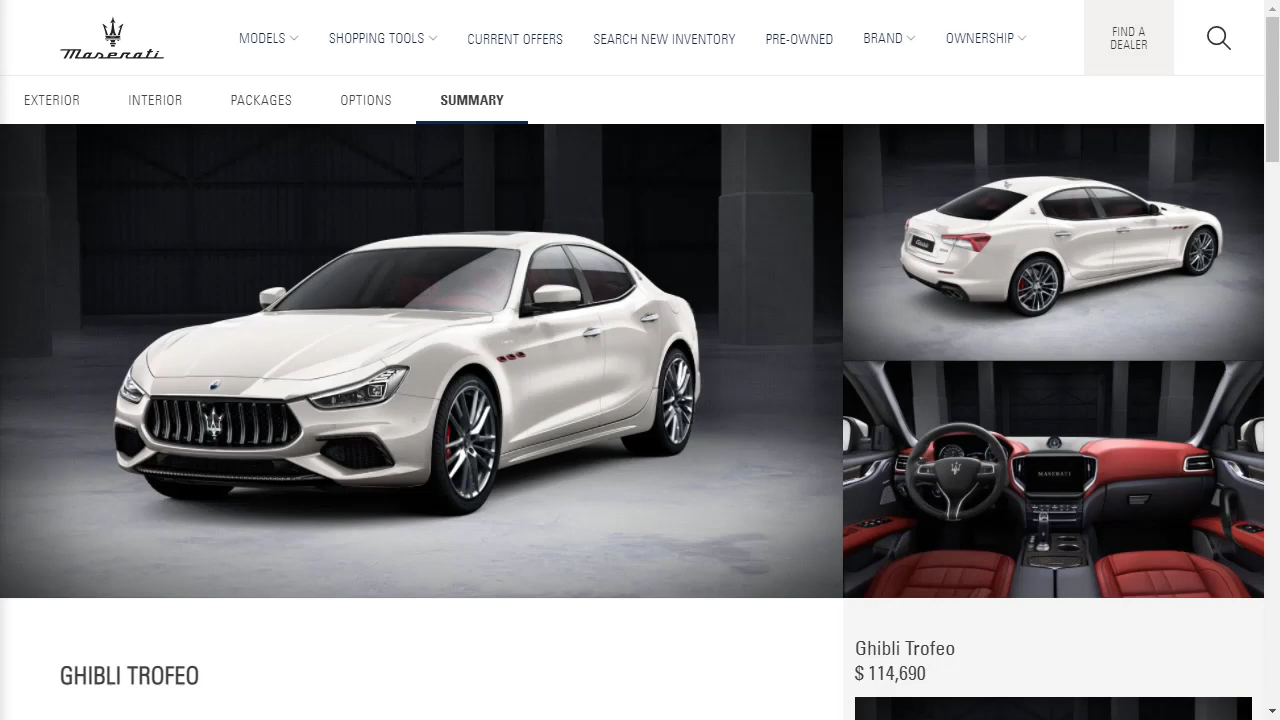 Maserati
MODELS
SHOPPING TOOLS
CURRENT OFFERS
SEARCH NEW INVENTORY
PRE-OWNED
BRAND
OWNERSHIP
FIND A
DEALER
EXTERIOR
INTERIOR
PACKAGES
OPTIONS
SUMMARY
MASERATI
GHIBLI TROFEO
Ghibli Trofeo
$ 114,690